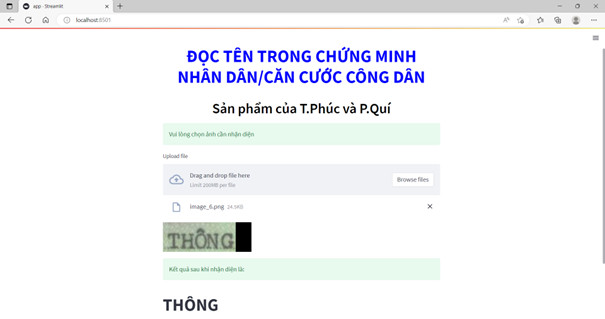 app · Streamlit
localhost:8501
ĐỌC TÊN TRONG CHỨNG MINH
NHÂN DÂN/CĂN CƯỚC CÔNG DÂN
Sản phẩm của T.Phúc và P.Quí
Vui lòng chọn ảnh cần nhận diện
Upload file
Drag and drop file here
Limit 200MB per file
Browse files
image_6.png 24.9KB
THÔNG
Kết quả sau khi nhận diện là:
THÔNG